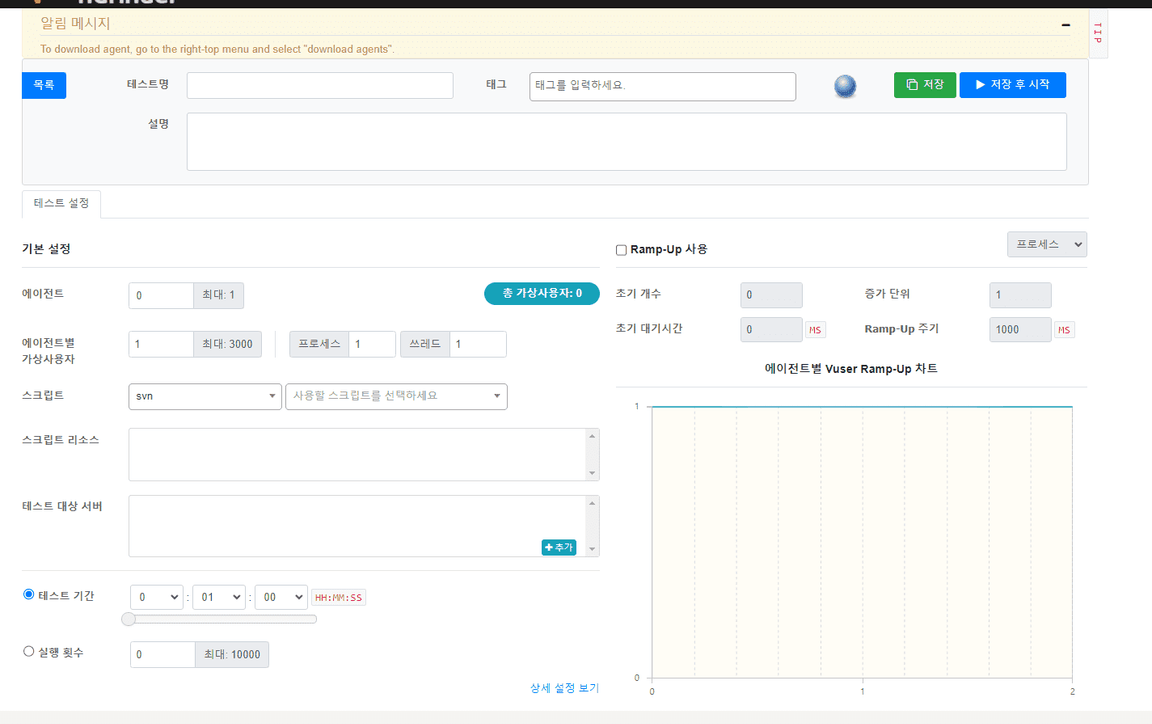 알림 메시지
TIP
To download agent, go to the right-top menu and select "download agents".
목록
테스트명
태그
태그를 입력하세요.
저장
저장 후 시작
설명
테스트 설정
기본 설정
Ramp-Up 사용
프로세스
에이전트
0
최대: 1
총 가상사용자: 0
초기 개수
0
증가 단위
1
초기 대기시간
0
MS
Ramp-Up 주기
1000
MS
에이전트별
가상사용자
1
최대: 3000
프로세스
1
쓰레드
1
에이전트별 Vuser Ramp-Up 차트
스크립트
svn
사용할 스크립트를 선택하세요
스크립트 리소스
테스트 대상 서버
추가
테스트 기간
0 : 01 : 00 HH:MM:SS
실행 횟수
0
최대: 10000
상세 설정 보기
1
0
0 1 2